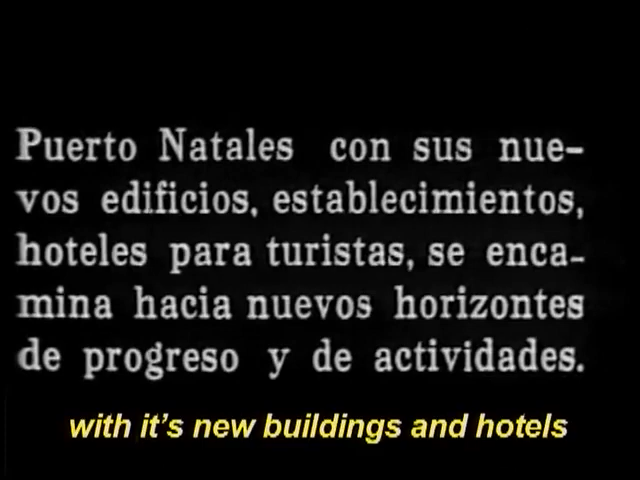 Puerto Natales con sus nue-
vos edificios, establecimientos,
hoteles para turistas, se enca-
mina hacia nuevos horizontes
de progreso y de actividades.
with it's new buildings and hotels